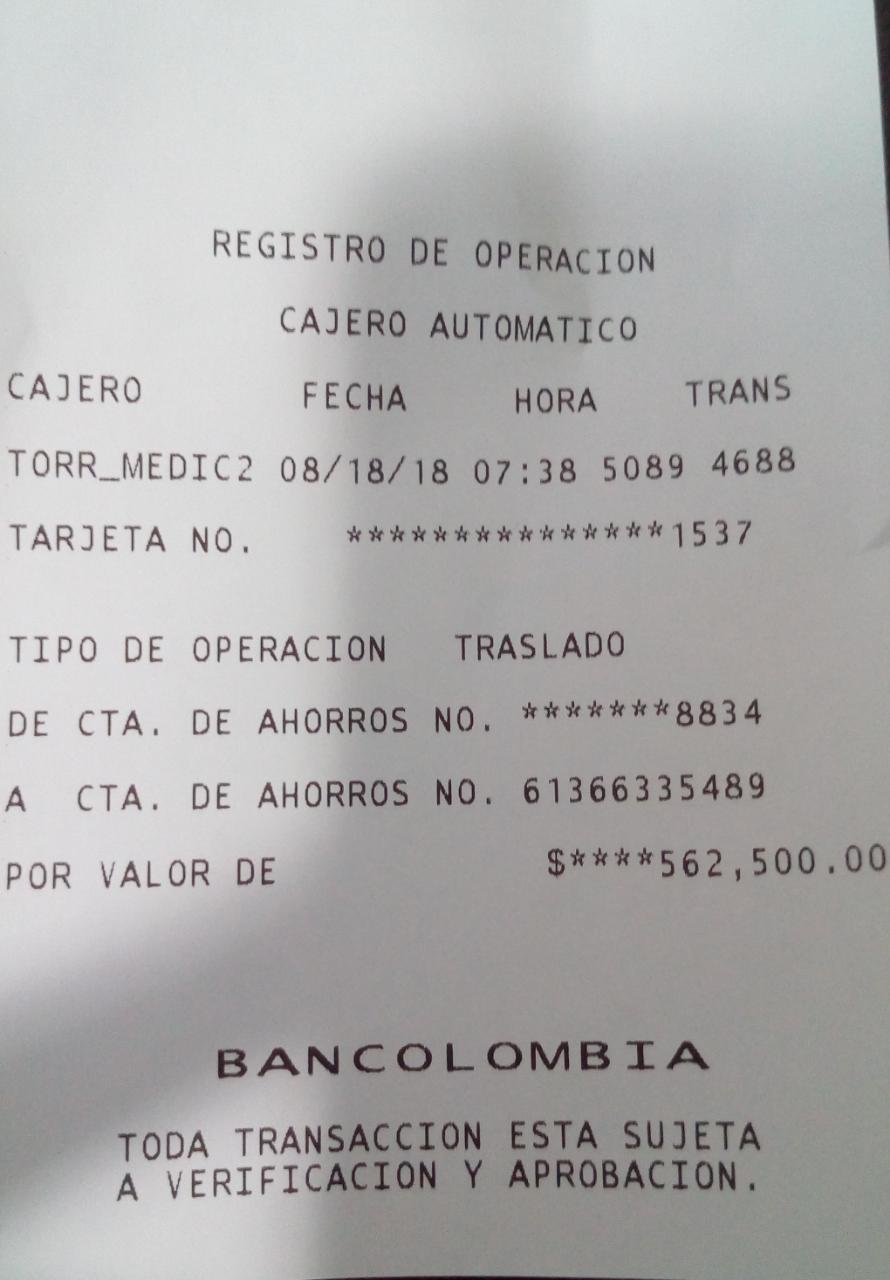 REGISTRO DE OPERACION
CAJERO AUTOMATICO
CAJERO FECHA HORA TRANS
TORR_MEDIC2 08/18/18 07:38 5089 4688
TARJETA NO. ***************1537
TIPO DE OPERACION TRASLADO
DE CTA. DE AHORROS NO. *******8834
A CTA. DE AHORROS NO. 61366335489
POR VALOR DE $****562,500.00
BANCOLOMBIA
TODA TRANSACCION ESTA SUJETA
A VERIFICACION Y APROBACION.